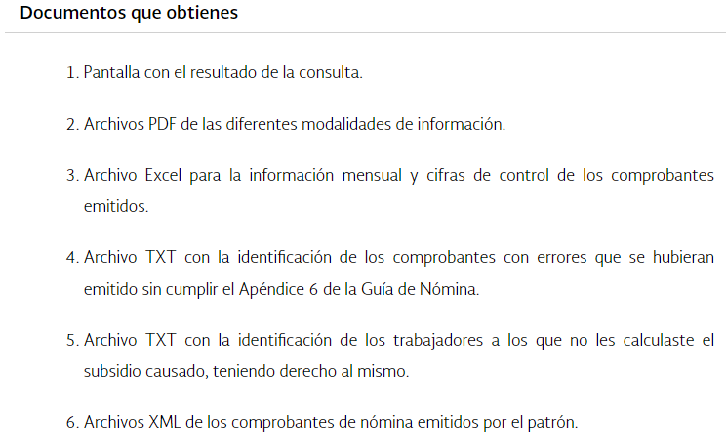 Documentos que obtienes
1. Pantalla con el resultado de la consulta.
2. Archivos PDF de las diferentes modalidades de información.
3. Archivo Excel para la información mensual y cifras de control de los comprobantes
emitidos.
4. Archivo TXT con la identificación de los comprobantes con errores que se hubieran
emitido sin cumplir el Apéndice 6 de la Guía de Nómina.
5. Archivo TXT con la identificación de los trabajadores a los que no les calculaste el
subsidio causado, teniendo derecho al mismo.
6. Archivos XML de los comprobantes de nómina emitidos por el patrón.